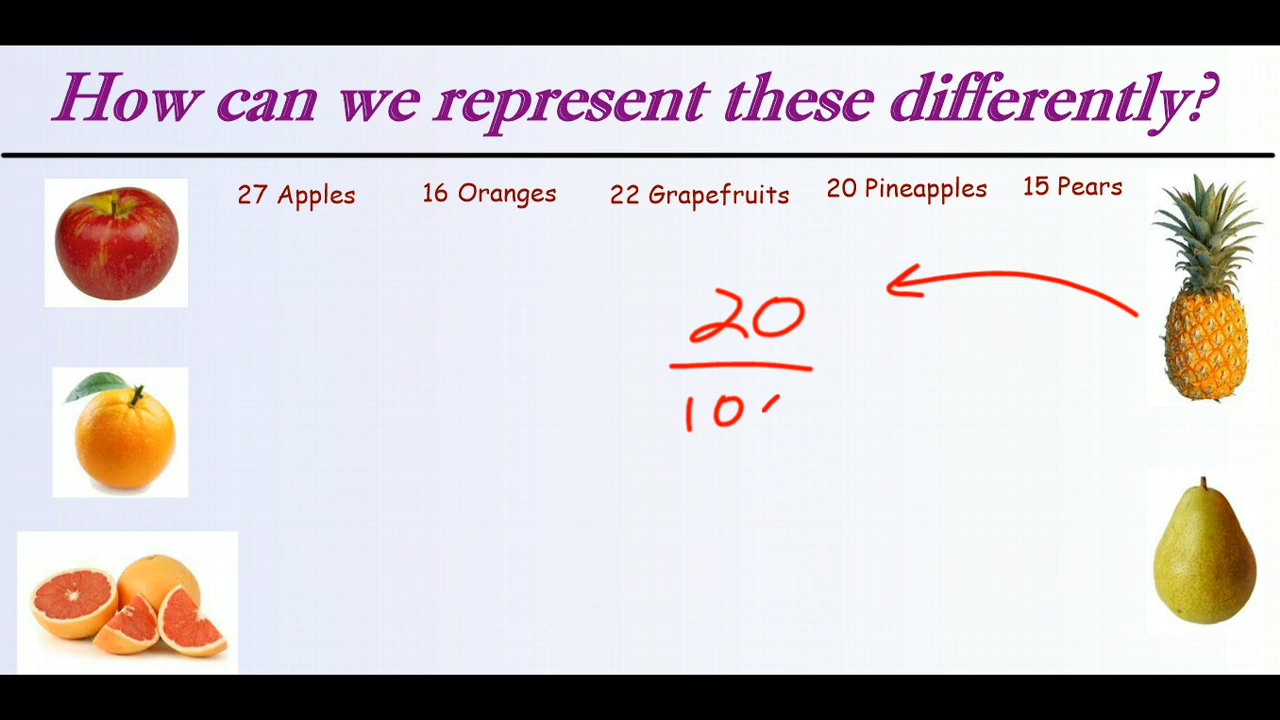 How can we represent these differently?
27 Apples 16 Oranges 22 Grapefruits 20 Pineapples 15 Pears
20
10